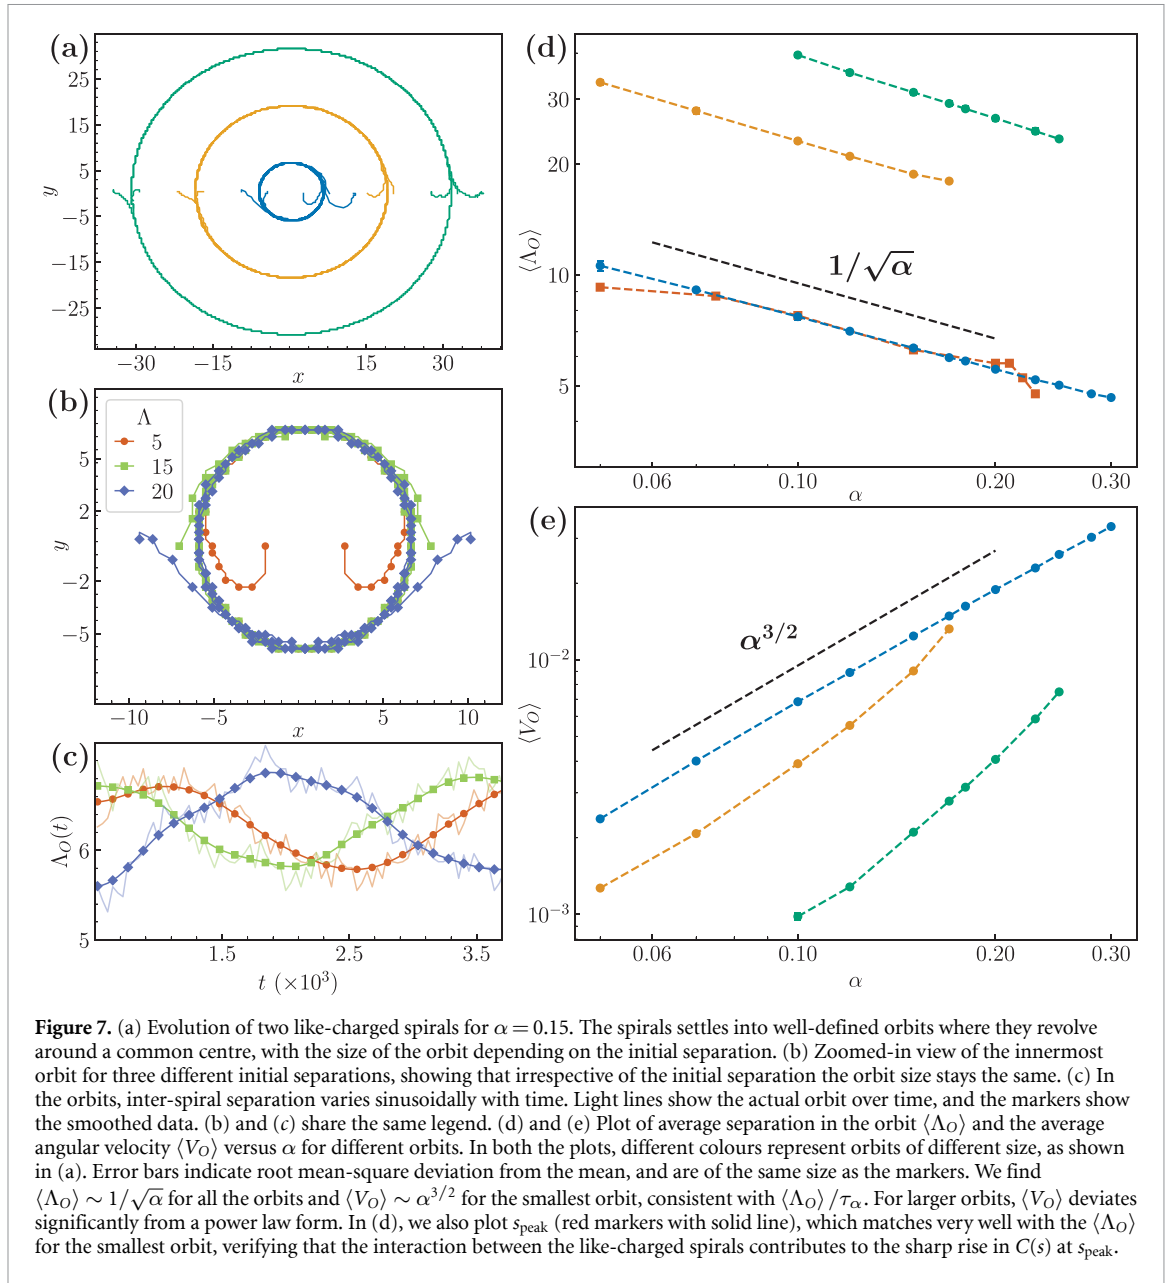 (a)
25
15
5
−5
−15
−25
y
−30
−15
15
30
x
(b)
Λ
5
15
20
5
2
−2
−5
y
−10
−5
5
10
x
(c)
6
5
Λ_O(t)
1.5
2.5
3.5
t (×10³)
(d)
30
20
10
5
⟨Λ_O⟩
1/√α
0.06
0.10
0.20
0.30
α
(e)
10⁻²
10⁻³
⟨V_O⟩
α^{3/2}
0.06
0.10
0.20
0.30
α
Figure 7. (a) Evolution of two like-charged spirals for α = 0.15. The spirals settles into well-defined orbits where they revolve
around a common centre, with the size of the orbit depending on the initial separation. (b) Zoomed-in view of the innermost
orbit for three different initial separations, showing that irrespective of the initial separation the orbit size stays the same. (c) In
the orbits, inter-spiral separation varies sinusoidally with time. Light lines show the actual orbit over time, and the markers show
the smoothed data. (b) and (c) share the same legend. (d) and (e) Plot of average separation in the orbit ⟨Λ_O⟩ and the average
angular velocity ⟨V_O⟩ versus α for different orbits. In both the plots, different colours represent orbits of different size, as shown
in (a). Error bars indicate root mean-square deviation from the mean, and are of the same size as the markers. We find
⟨Λ_O⟩ ∼ 1/√α for all the orbits and ⟨V_O⟩ ∼ α^{3/2} for the smallest orbit, consistent with ⟨Λ_O⟩ /τ_α. For larger orbits, ⟨V_O⟩ deviates
significantly from a power law form. In (d), we also plot s_peak (red markers with solid line), which matches very well with the ⟨Λ_O⟩
for the smallest orbit, verifying that the interaction between the like-charged spirals contributes to the sharp rise in C(s) at s_peak.